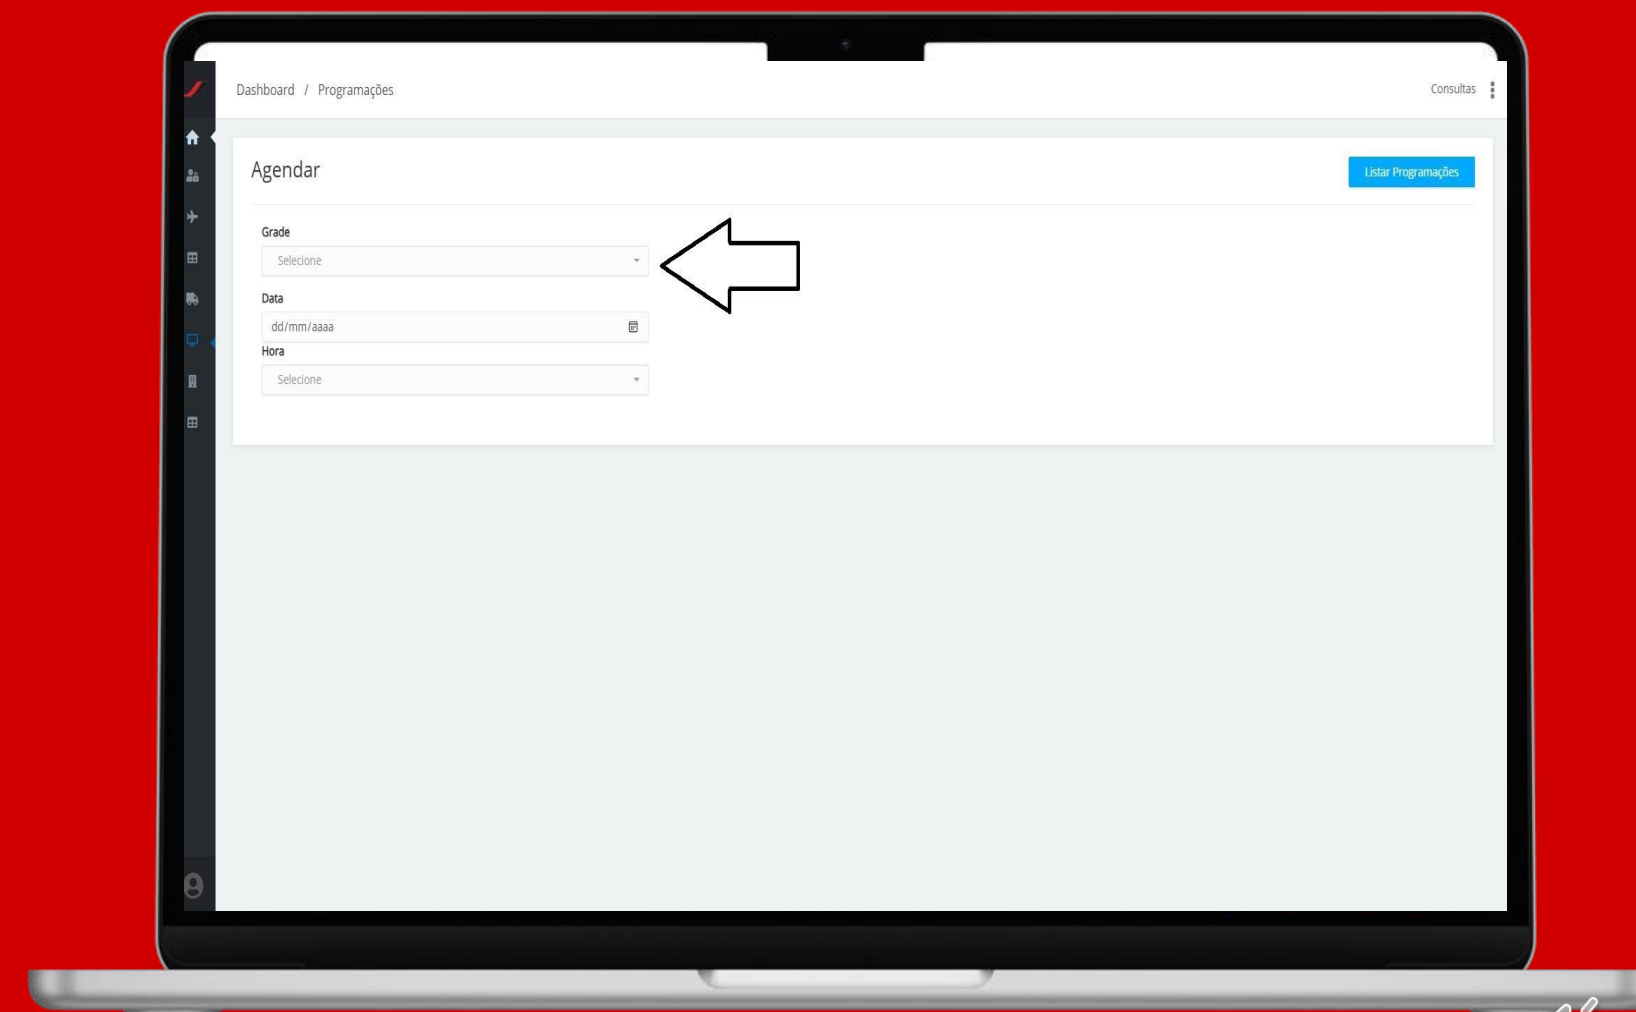 Dashboard / Programações
Consultas
Agendar
Listar Programações
Grade
Selecione
Data
dd/mm/aaaa
Hora
Selecione